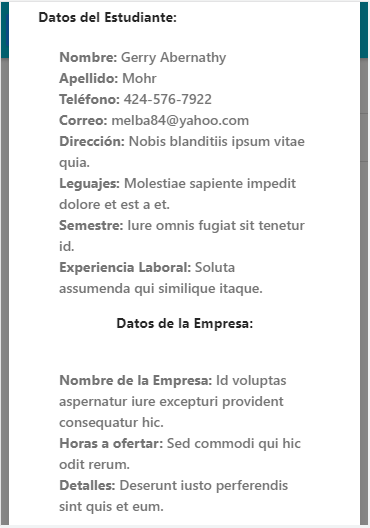 Datos del Estudiante:
Nombre: Gerry Abernathy
Apellido: Mohr
Teléfono: 424-576-7922
Correo: melba84@yahoo.com
Dirección: Nobis blanditiis ipsum vitae
quia.
Leguajes: Molestiae sapiente impedit
dolore et est a et.
Semestre: Iure omnis fugiat sit tenetur
id.
Experiencia Laboral: Soluta
assumenda qui similique itaque.
Datos de la Empresa:
Nombre de la Empresa: Id voluptas
aspernatur iure excepturi provident
consequatur hic.
Horas a ofertar: Sed commodi qui hic
odit rerum.
Detalles: Deserunt iusto perferendis
sint quis et eum.